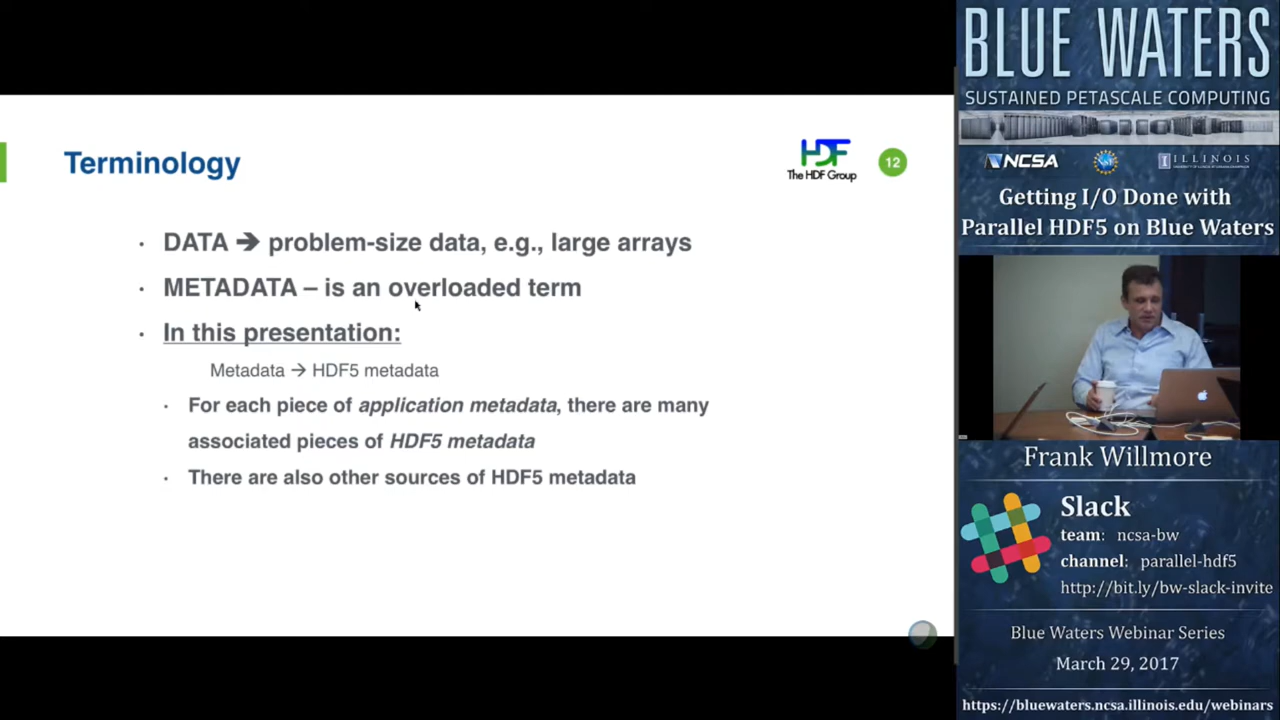 Terminology
HDF
The HDF Group
12
· DATA ➔ problem-size data, e.g., large arrays
· METADATA – is an overloaded term
· In this presentation:
Metadata → HDF5 metadata
· For each piece of application metadata, there are many
associated pieces of HDF5 metadata
· There are also other sources of HDF5 metadata
BLUE WATERS
SUSTAINED PETASCALE COMPUTING
NCSA
I ILLINOIS
Getting I/O Done with
Parallel HDF5 on Blue Waters
Frank Willmore
Slack
team: ncsa-bw
channel: parallel-hdf5
http://bit.ly/bw-slack-invite
Blue Waters Webinar Series
March 29, 2017
https://bluewaters.ncsa.illinois.edu/webinars